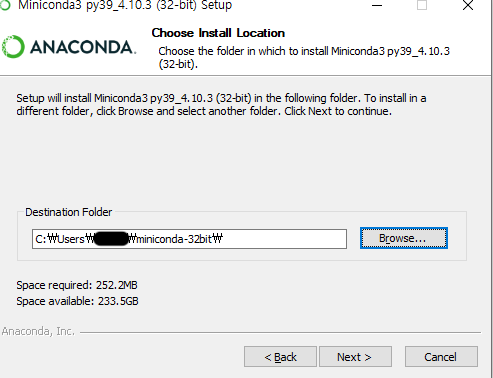 Miniconda3 py39_4.10.3 (32-bit) Setup
ANACONDA.
Choose Install Location
Choose the folder in which to install Miniconda3 py39_4.10.3
(32-bit).
Setup will install Miniconda3 py39_4.10.3 (32-bit) in the following folder. To install in a
different folder, click Browse and select another folder. Click Next to continue.
Destination Folder
C:₩Users₩ ₩miniconda-32bit₩
Browse...
Space required: 252.2MB
Space available: 233.5GB
Anaconda, Inc.
< Back
Next >
Cancel